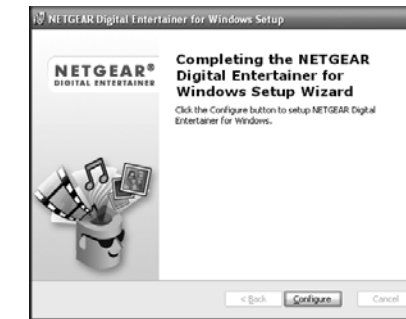 NETGEAR Digital Entertainer for Windows Setup
NETGEAR®
DIGITAL ENTERTAINER
Completing the NETGEAR
Digital Entertainer for
Windows Setup Wizard
Click the Configure button to setup NETGEAR Digital
Entertainer for Windows.
< Back Configure Cancel